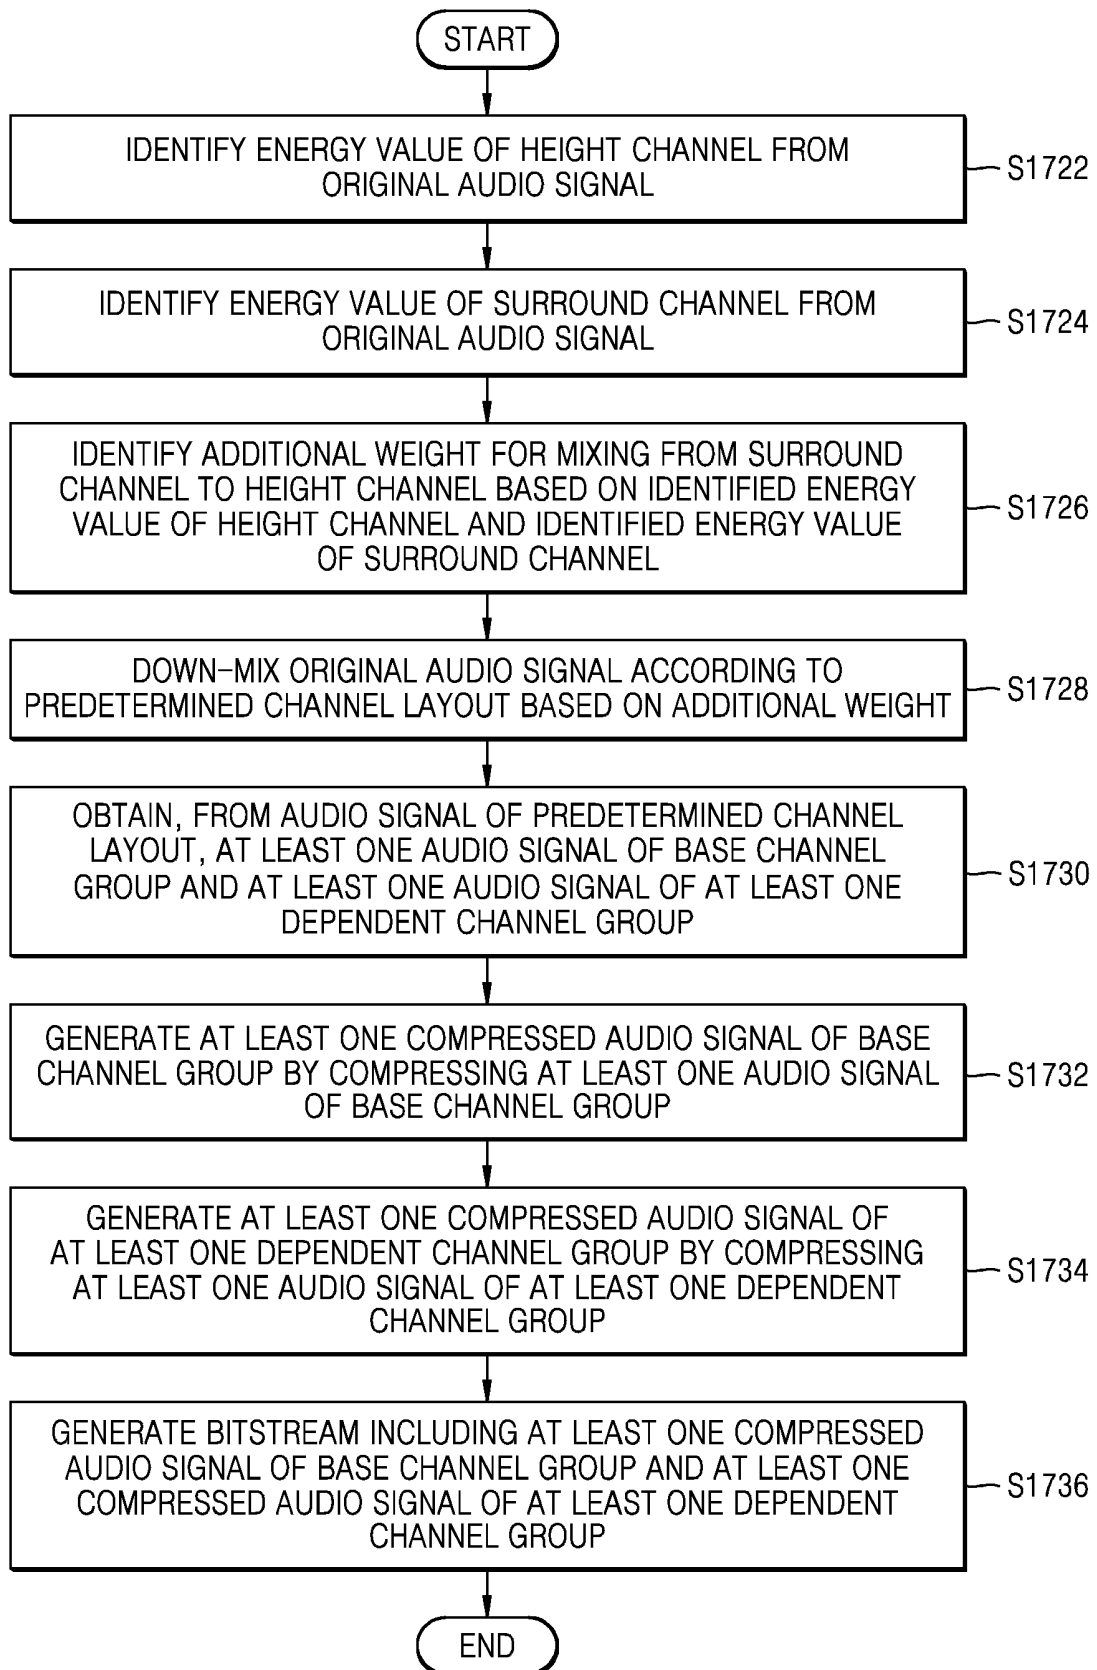 START
IDENTIFY ENERGY VALUE OF HEIGHT CHANNEL FROM
ORIGINAL AUDIO SIGNAL
S1722
IDENTIFY ENERGY VALUE OF SURROUND CHANNEL FROM
ORIGINAL AUDIO SIGNAL
S1724
IDENTIFY ADDITIONAL WEIGHT FOR MIXING FROM SURROUND
CHANNEL TO HEIGHT CHANNEL BASED ON IDENTIFIED ENERGY
VALUE OF HEIGHT CHANNEL AND IDENTIFIED ENERGY VALUE
OF SURROUND CHANNEL
S1726
DOWN-MIX ORIGINAL AUDIO SIGNAL ACCORDING TO
PREDETERMINED CHANNEL LAYOUT BASED ON ADDITIONAL WEIGHT
S1728
OBTAIN, FROM AUDIO SIGNAL OF PREDETERMINED CHANNEL
LAYOUT, AT LEAST ONE AUDIO SIGNAL OF BASE CHANNEL
GROUP AND AT LEAST ONE AUDIO SIGNAL OF AT LEAST ONE
DEPENDENT CHANNEL GROUP
S1730
GENERATE AT LEAST ONE COMPRESSED AUDIO SIGNAL OF BASE
CHANNEL GROUP BY COMPRESSING AT LEAST ONE AUDIO SIGNAL
OF BASE CHANNEL GROUP
S1732
GENERATE AT LEAST ONE COMPRESSED AUDIO SIGNAL OF
AT LEAST ONE DEPENDENT CHANNEL GROUP BY COMPRESSING
AT LEAST ONE AUDIO SIGNAL OF AT LEAST ONE DEPENDENT
CHANNEL GROUP
S1734
GENERATE BITSTREAM INCLUDING AT LEAST ONE COMPRESSED
AUDIO SIGNAL OF BASE CHANNEL GROUP AND AT LEAST ONE
COMPRESSED AUDIO SIGNAL OF AT LEAST ONE DEPENDENT
CHANNEL GROUP
S1736
END